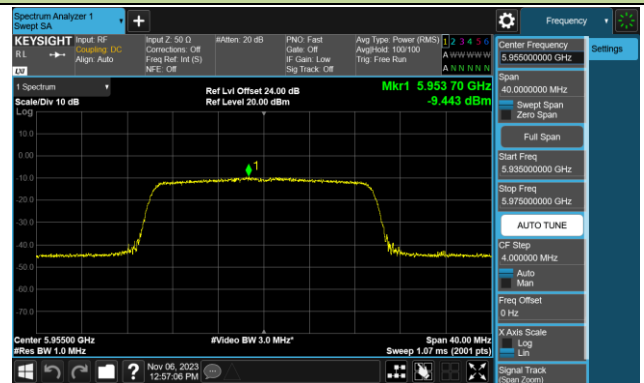 Spectrum Analyzer 1
Swept SA
Frequency
KEYSIGHT
RL
LXI
Input: RF
Coupling: DC
Align: Auto
Input Z: 50 Ω
Corrections: Off
Freq Ref: Int (S)
NFE: Off
#Atten: 20 dB
PNO: Fast
Gate: Off
IF Gain: Low
Sig Track: Off
Avg Type: Power (RMS)
Avg|Hold: 100/100
Trig: Free Run
1 2 3 4 5 6
A W W W W W
A N N N N N
1 Spectrum
Scale/Div 10 dB
Log
Ref Lvl Offset 24.00 dB
Ref Level 20.00 dBm
Mkr1 5.953 70 GHz
-9.443 dBm
1
10.0
0.00
-10.0
-20.0
-30.0
-40.0
-50.0
-60.0
-70.0
Center 5.95500 GHz
#Res BW 1.0 MHz
#Video BW 3.0 MHz*
Span 40.00 MHz
Sweep 1.07 ms (2001 pts)
Nov 06, 2023
12:57:06 PM
Center Frequency
5.955000000 GHz
Span
40.0000000 MHz
Swept Span
Zero Span
Full Span
Start Freq
5.935000000 GHz
Stop Freq
5.975000000 GHz
AUTO TUNE
CF Step
4.000000 MHz
Auto
Man
Freq Offset
0 Hz
X Axis Scale
Log
Lin
Signal Track
(Span Zoom)
Settings